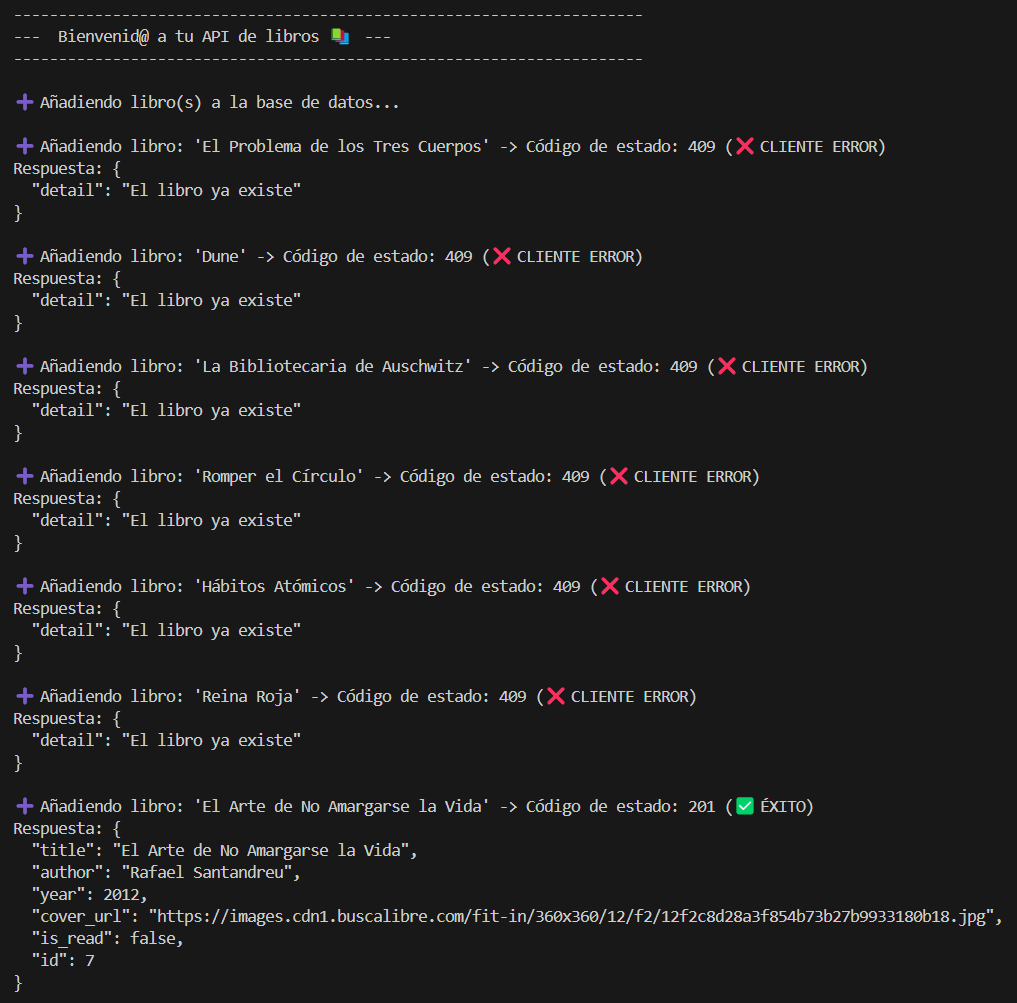 ----------------------------------------------------------------------
---  Bienvenid@ a tu API de libros 📚 ---
----------------------------------------------------------------------
➕ Añadiendo libro(s) a la base de datos...
➕ Añadiendo libro: 'El Problema de los Tres Cuerpos' -> Código de estado: 409 (❌ CLIENTE ERROR)
Respuesta: {
  "detail": "El libro ya existe"
}
➕ Añadiendo libro: 'Dune' -> Código de estado: 409 (❌ CLIENTE ERROR)
Respuesta: {
  "detail": "El libro ya existe"
}
➕ Añadiendo libro: 'La Bibliotecaria de Auschwitz' -> Código de estado: 409 (❌ CLIENTE ERROR)
Respuesta: {
  "detail": "El libro ya existe"
}
➕ Añadiendo libro: 'Romper el Círculo' -> Código de estado: 409 (❌ CLIENTE ERROR)
Respuesta: {
  "detail": "El libro ya existe"
}
➕ Añadiendo libro: 'Hábitos Atómicos' -> Código de estado: 409 (❌ CLIENTE ERROR)
Respuesta: {
  "detail": "El libro ya existe"
}
➕ Añadiendo libro: 'Reina Roja' -> Código de estado: 409 (❌ CLIENTE ERROR)
Respuesta: {
  "detail": "El libro ya existe"
}
➕ Añadiendo libro: 'El Arte de No Amargarse la Vida' -> Código de estado: 201 (✅ ÉXITO)
Respuesta: {
  "title": "El Arte de No Amargarse la Vida",
  "author": "Rafael Santandreu",
  "year": 2012,
  "cover_url": "https://images.cdn1.buscalibre.com/fit-in/360x360/12/f2/12f2c8d28a3f854b73b27b9933180b18.jpg",
  "is_read": false,
  "id": 7
}